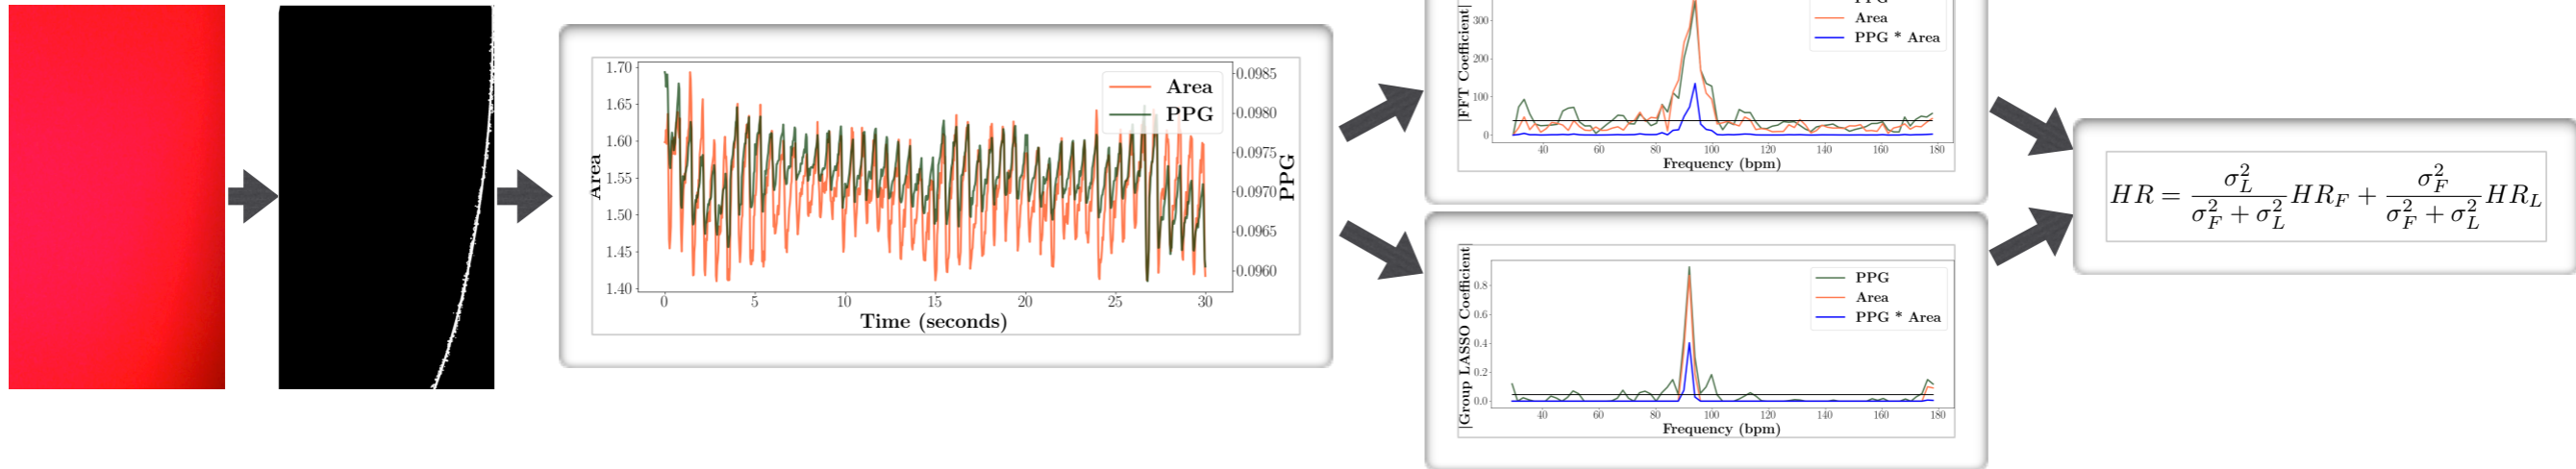 1.70
1.65
1.60
1.55
1.50
1.45
1.40
Area
Area
PPG
0.0985
0.0980
0.0975
0.0970
0.0965
0.0960
PPG
0 5 10 15 20 25 30
Time (seconds)
|FFT Coefficient|
300
200
100
0
PPG
Area
PPG * Area
40 60 80 100 120 140 160 180
Frequency (bpm)
|Group LASSO Coefficient|
0.8
0.6
0.4
0.2
0.0
PPG
Area
PPG * Area
40 60 80 100 120 140 160 180
Frequency (bpm)
HR = \frac{σ_L^2}{σ_F^2 + σ_L^2} HR_F + \frac{σ_F^2}{σ_F^2 + σ_L^2} HR_L